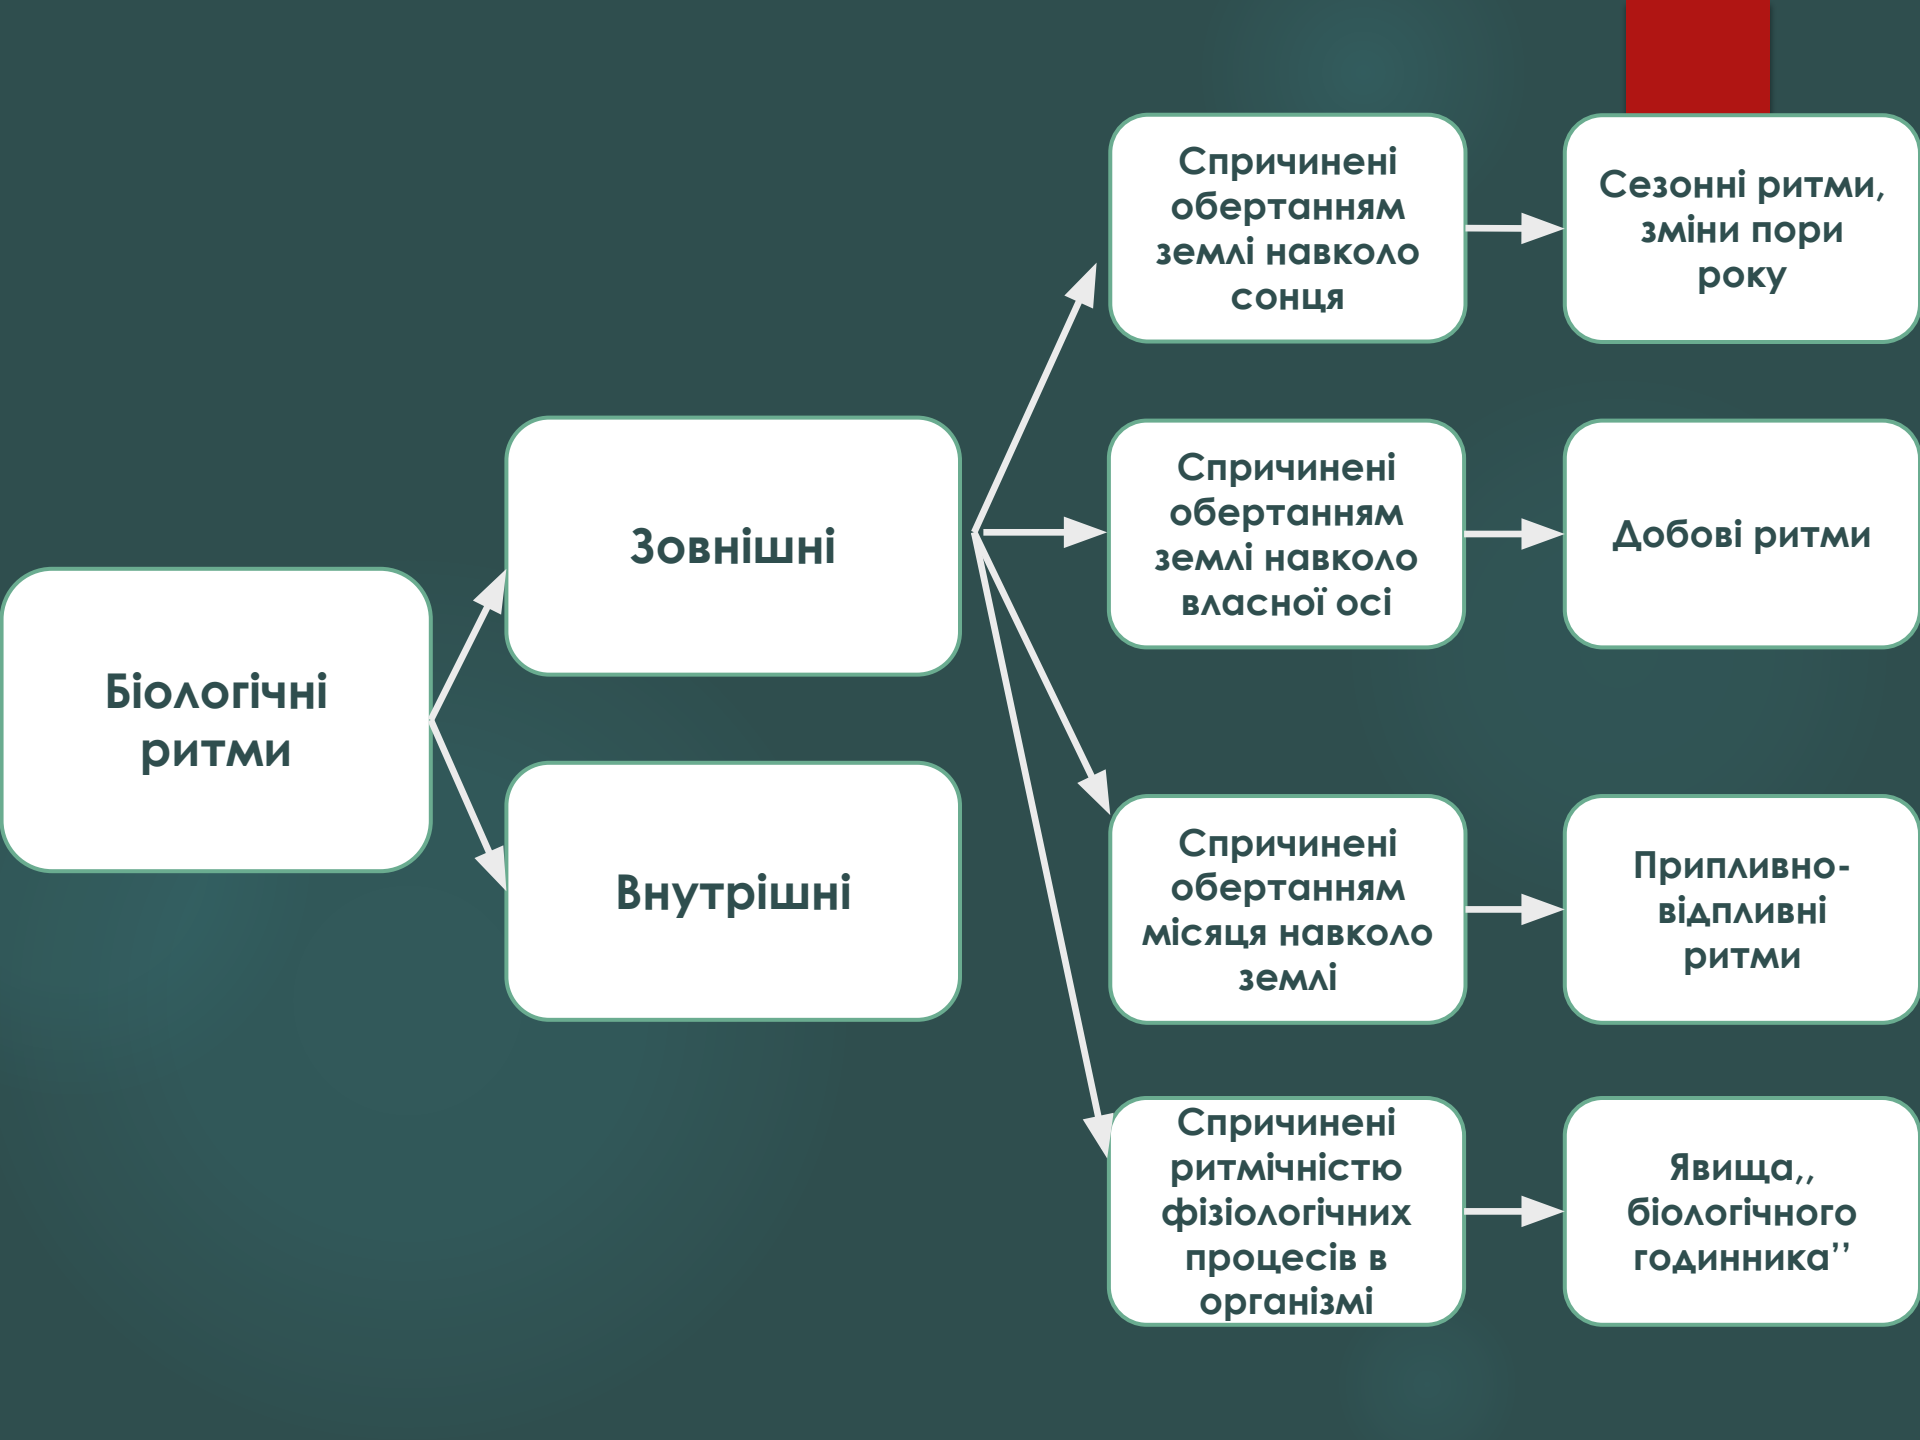 Біологічні
ритми
Зовнішні
Внутрішні
Спричинені
обертанням
землі навколо
сонця
Сезонні ритми,
зміни пори
року
Спричинені
обертанням
землі навколо
власної осі
Добові ритми
Спричинені
обертанням
місяця навколо
землі
Припливно-
відпливні
ритми
Спричинені
ритмічністю
фізіологічних
процесів в
організмі
Явища,,
біологічного
годинника’’